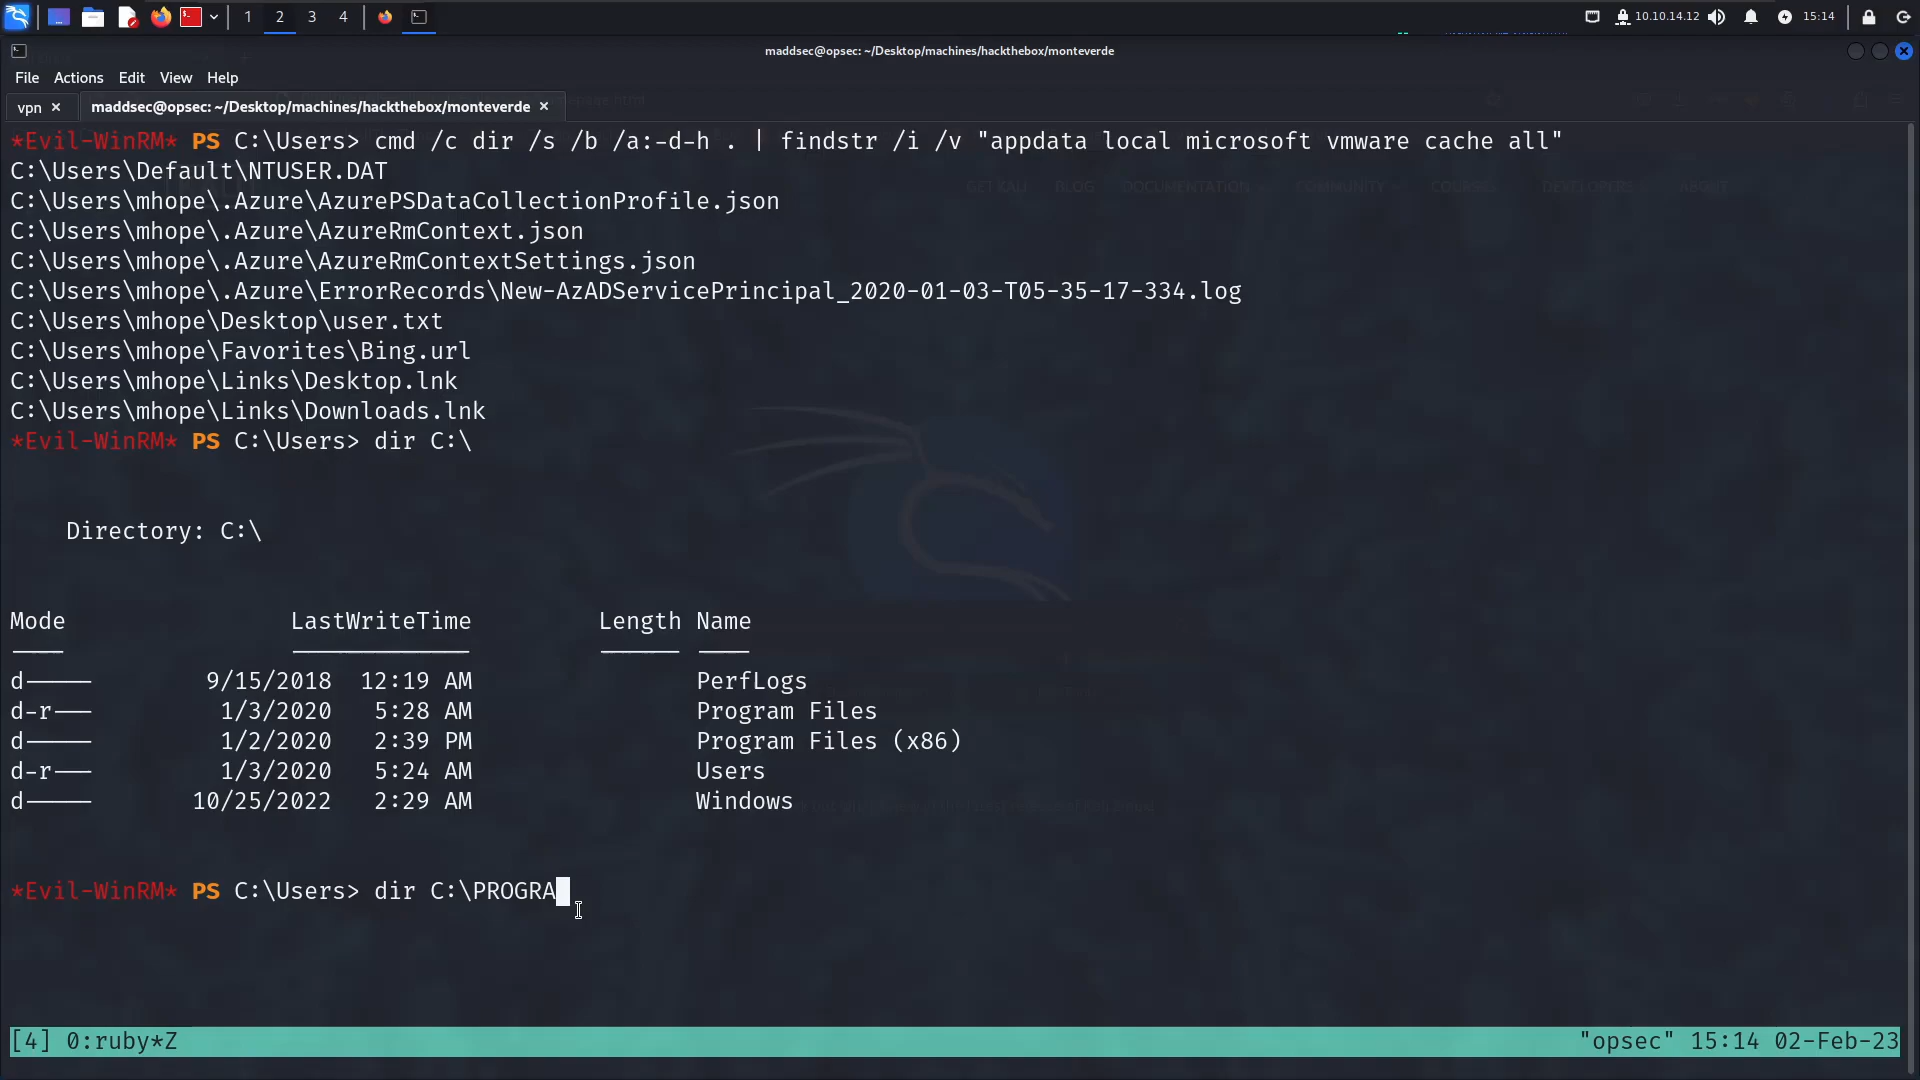 1 2 3 4
10.10.14.12 15:14
maddsec@opsec: ~/Desktop/machines/hackthebox/monteverde
File Actions Edit View Help
vpn maddsec@opsec: ~/Desktop/machines/hackthebox/monteverde
*Evil-WinRM* PS C:\Users> cmd /c dir /s /b /a:-d-h . | findstr /i /v "appdata local microsoft vmware cache all"
C:\Users\Default\NTUSER.DAT
C:\Users\mhope\.Azure\AzurePSDataCollectionProfile.json
C:\Users\mhope\.Azure\AzureRmContext.json
C:\Users\mhope\.Azure\AzureRmContextSettings.json
C:\Users\mhope\.Azure\ErrorRecords\New-AzADServicePrincipal_2020-01-03-T05-35-17-334.log
C:\Users\mhope\Desktop\user.txt
C:\Users\mhope\Favorites\Bing.url
C:\Users\mhope\Links\Desktop.lnk
C:\Users\mhope\Links\Downloads.lnk
*Evil-WinRM* PS C:\Users> dir C:\
Directory: C:\
Mode LastWriteTime Length Name
---- ------------- ------ ----
d----- 9/15/2018 12:19 AM PerfLogs
d-r--- 1/3/2020 5:28 AM Program Files
d----- 1/2/2020 2:39 PM Program Files (x86)
d-r--- 1/3/2020 5:24 AM Users
d----- 10/25/2022 2:29 AM Windows
*Evil-WinRM* PS C:\Users> dir C:\PROGRA
[4] 0:ruby*Z "opsec" 15:14 02-Feb-23